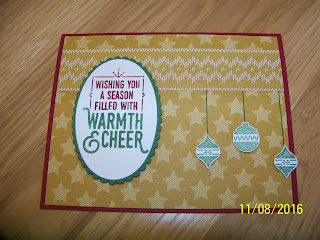 WISHING YOU
A SEASON
FILLED WITH
WARMTH
& CHEER
11/08/2016